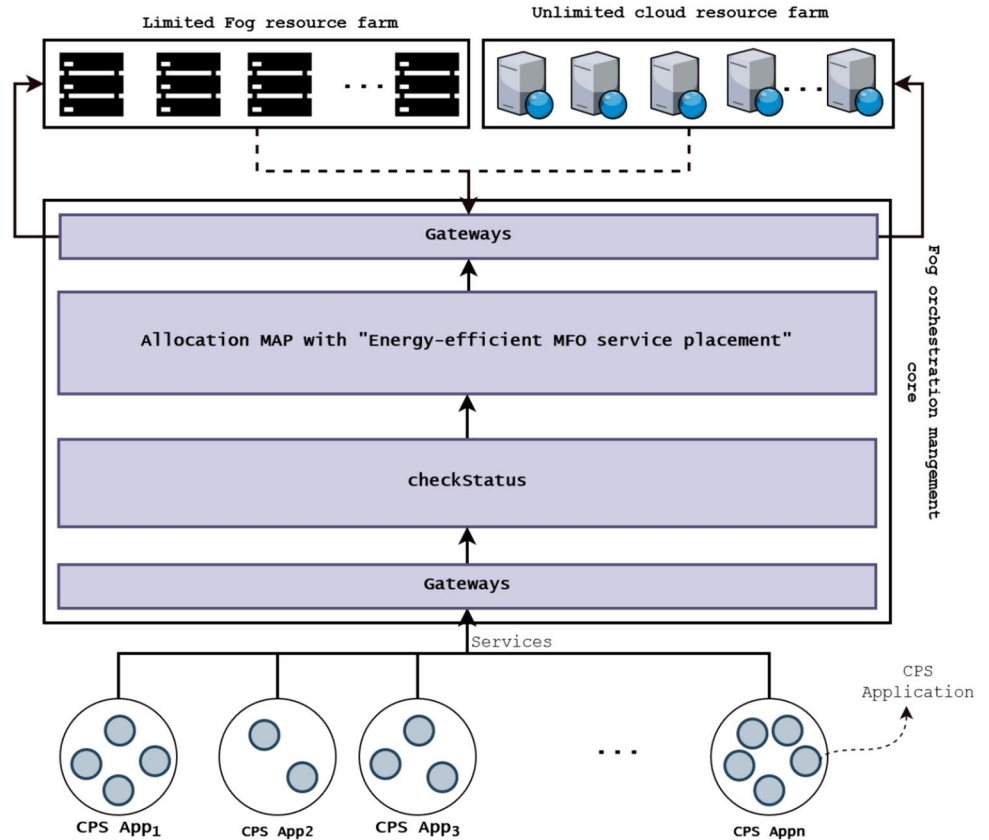 Limited Fog resource farm
Unlimited cloud resource farm
Gateways
Allocation MAP with "Energy-efficient MFO service placement"
checkStatus
Gateways
Fog orchestration mangement
core
Services
CPS
Application
CPS App1
CPS App2
CPS App3
CPS Appn